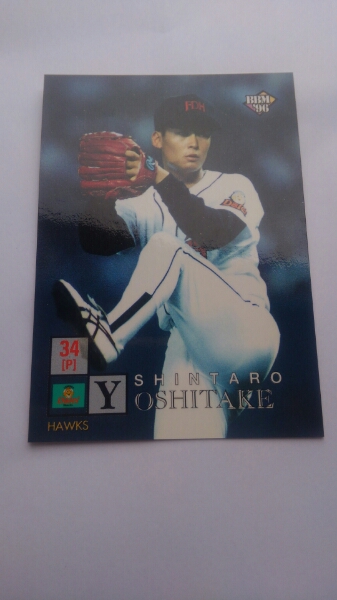 BBM
'96
34
[P]
SHINTARO
YOSHITAKE
HAWKS